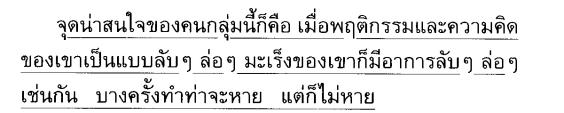 จุดน่าสนใจของคนกลุ่มนี้ก็คือ เมื่อพฤติกรรมและความคิด
ของเขาเป็นแบบลับๆ ล่อๆ มะเร็งของเขาก็มีอาการลับๆ ล่อๆ
เช่นกัน บางครั้งทำท่าจะหาย แต่ก็ไม่หาย